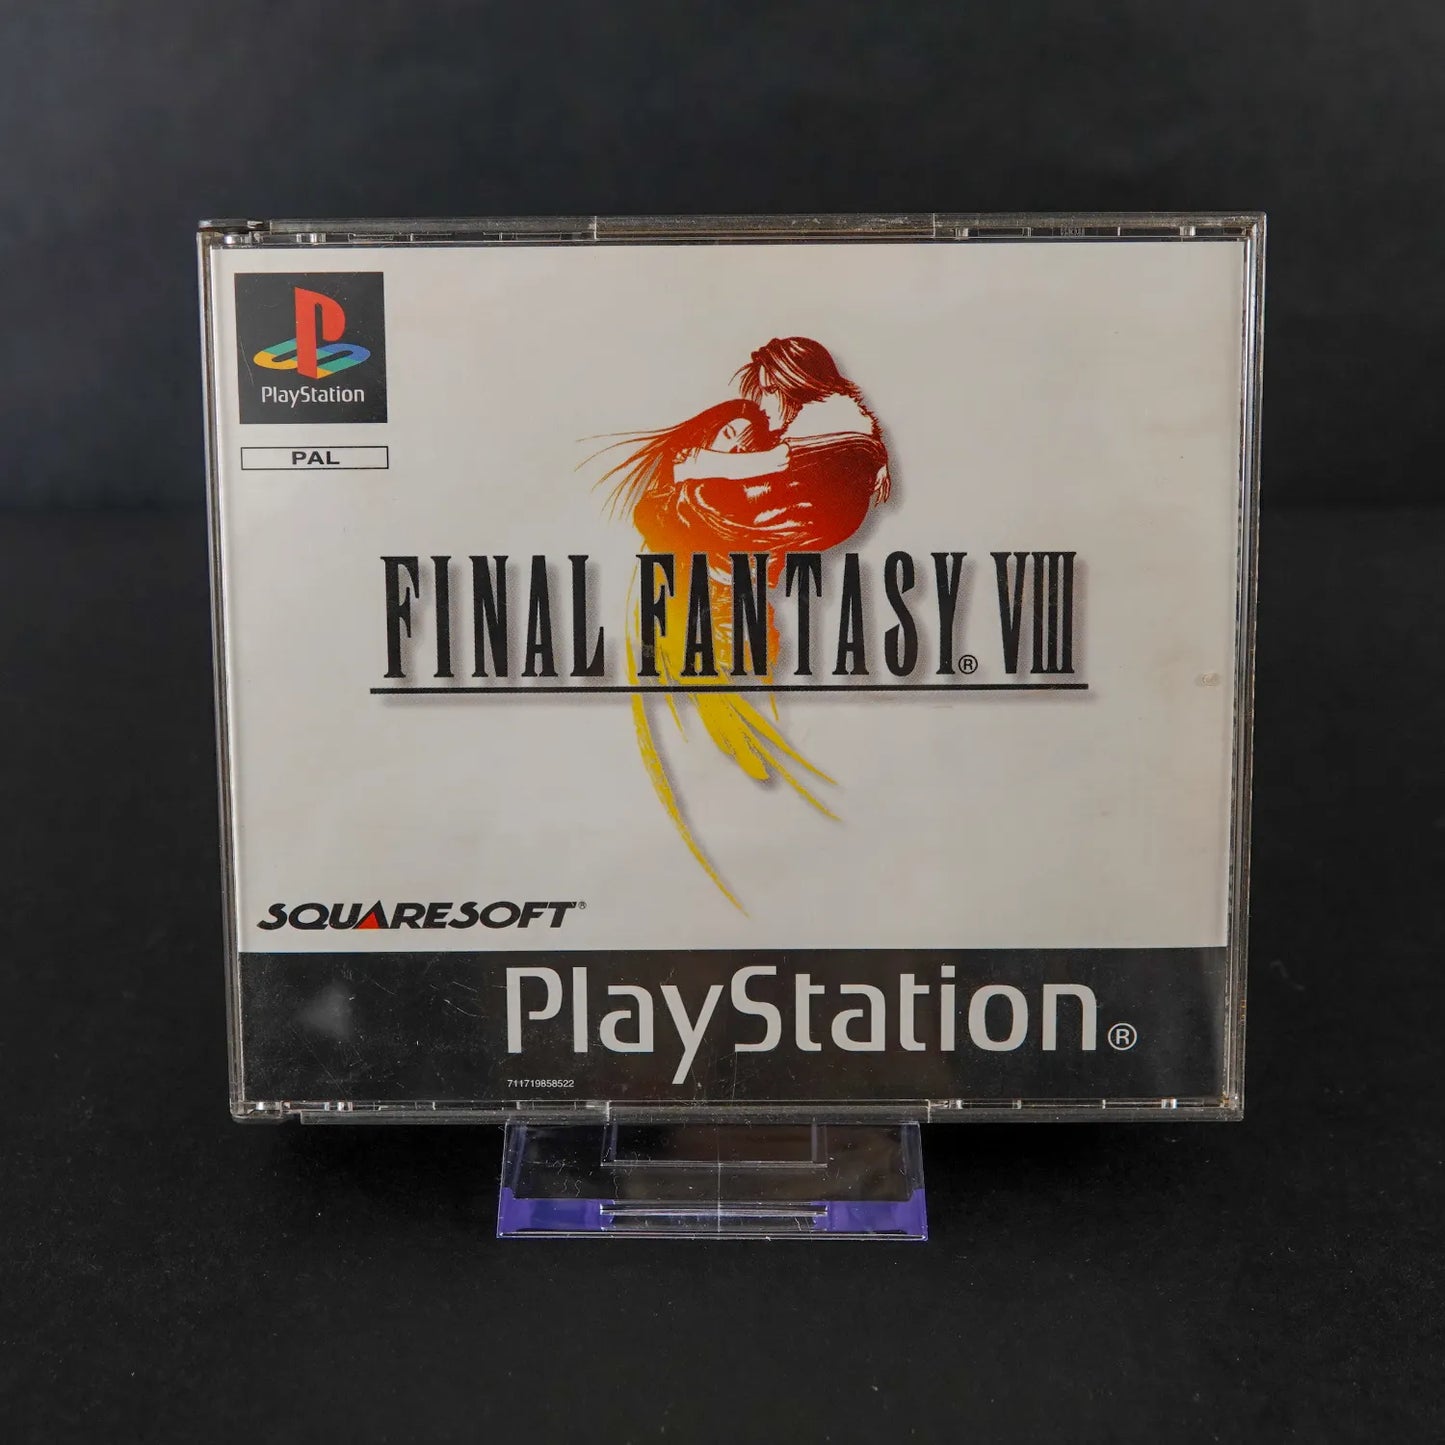 PlayStation
PAL
FINAL FANTASY® VIII
SQUARESOFT®
PlayStation®
711719858522